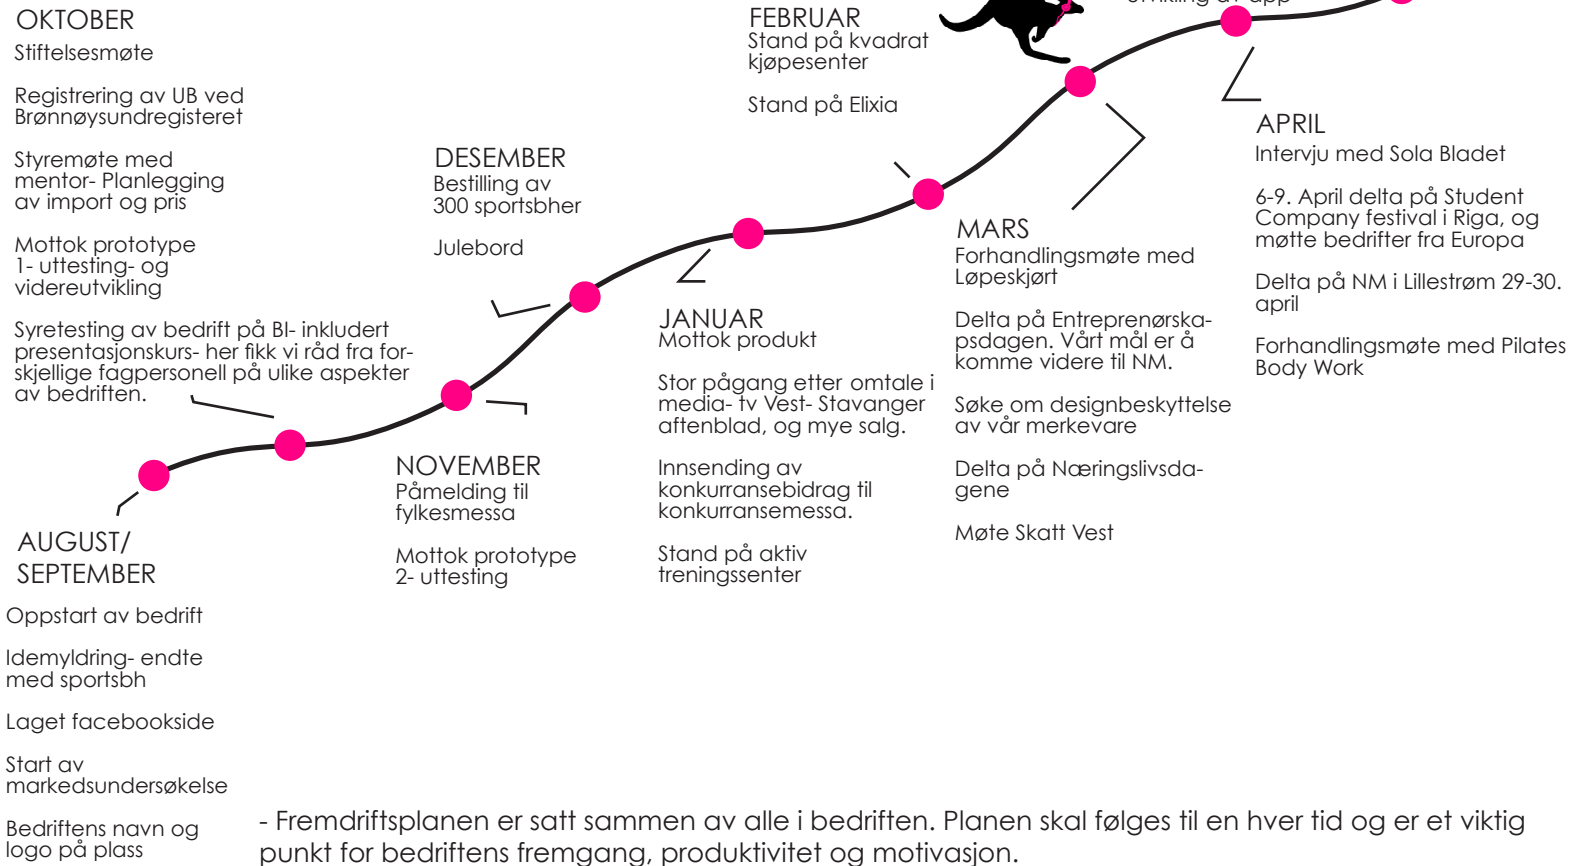 OKTOBER
Stiftelsesmøte
Registrering av UB ved
Brønnøysundregisteret
Styremøte med
mentor- Planlegging
av import og pris
Mottok prototype
1- uttesting- og
videreutvikling
Syretesting av bedrift på BI- inkludert
presentasjonskurs- her fikk vi råd fra for-
skjellige fagpersonell på ulike aspekter
av bedriften.
AUGUST/
SEPTEMBER
Oppstart av bedrift
Idemyldring- endte
med sportsbh
Laget facebookside
Start av
markedsundersøkelse
Bedriftens navn og
logo på plass
DESEMBER
Bestilling av
300 sportsbher
Julebord
NOVEMBER
Påmelding til
fylkesmessa
Mottok prototype
2- uttesting
FEBRUAR
Stand på kvadrat
kjøpesenter
Stand på Elixia
JANUAR
Mottok produkt
Stor pågang etter omtale i
media- tv Vest- Stavanger
aftenblad, og mye salg.
Innsending av
konkurransebidrag til
konkurransemessa.
Stand på aktiv
treningssenter
MARS
Forhandlingsmøte med
Løpeskjørt
Delta på Entreprenørska-
psdagen. Vårt mål er å
komme videre til NM.
Søke om designbeskyttelse
av vår merkevare
Delta på Næringslivsda-
gene
Møte Skatt Vest
APRIL
Intervju med Sola Bladet
6-9. April delta på Student
Company festival i Riga, og
møtte bedrifter fra Europa
Delta på NM i Lillestrøm 29-30.
april
Forhandlingsmøte med Pilates
Body Work
- Fremdriftsplanen er satt sammen av alle i bedriften. Planen skal følges til en hver tid og er et viktig
punkt for bedriftens fremgang, produktivitet og motivasjon.